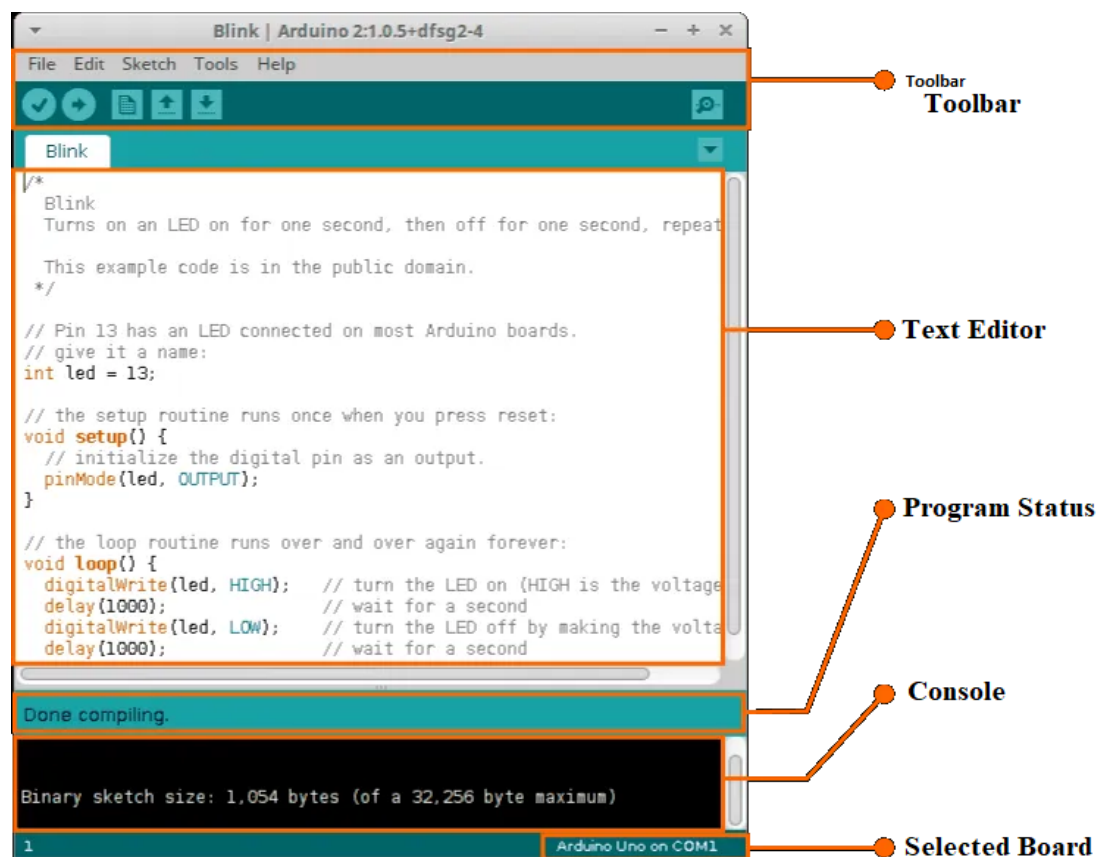 Blink | Arduino 2:1.0.5+dfsg2-4
File Edit Sketch Tools Help
Toolbar
Toolbar
Blink
/*
  Blink
  Turns on an LED on for one second, then off for one second, repeat

  This example code is in the public domain.
 */

// Pin 13 has an LED connected on most Arduino boards.
// give it a name:
int led = 13;

// the setup routine runs once when you press reset:
void setup() {
  // initialize the digital pin as an output.
  pinMode(led, OUTPUT);
}

// the loop routine runs over and over again forever:
void loop() {
  digitalWrite(led, HIGH);   // turn the LED on (HIGH is the voltage
  delay(1000);               // wait for a second
  digitalWrite(led, LOW);    // turn the LED off by making the volta
  delay(1000);               // wait for a second
Text Editor
Program Status
Done compiling.
Console
Binary sketch size: 1,054 bytes (of a 32,256 byte maximum)
1
Arduino Uno on COM1
Selected Board